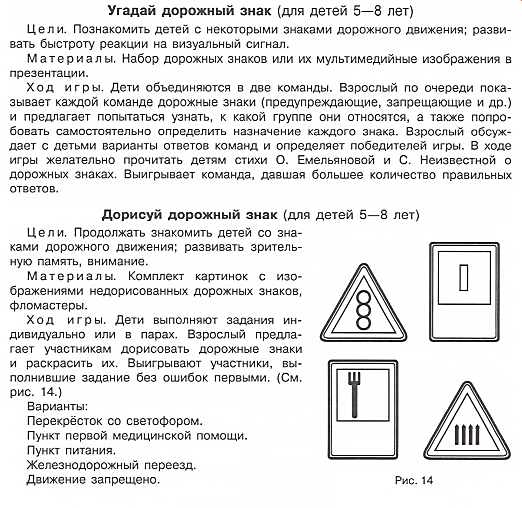 Угадай дорожный знак (для детей 5—8 лет)
Цели. Познакомить детей с некоторыми знаками дорожного движения; разви-
вать быстроту реакции на визуальный сигнал.
Материалы. Набор дорожных знаков или их мультимедийные изображения в
презентации.
Ход игры. Дети объединяются в две команды. Взрослый по очереди пока-
зывает каждой команде дорожные знаки (предупреждающие, запрещающие и др.)
и предлагает попытаться узнать, к какой группе они относятся, а также попро-
бовать самостоятельно определить назначение каждого знака. Взрослый обсуж-
дает с детьми варианты ответов команд и определяет победителей игры. В ходе
игры желательно прочитать детям стихи О. Емельяновой и С. Неизвестной о
дорожных знаках. Выигрывает команда, давшая большее количество правильных
ответов.
Дорисуй дорожный знак (для детей 5—8 лет)
Цели. Продолжать знакомить детей со зна-
ками дорожного движения; развивать зритель-
ную память, внимание.
Материалы. Комплект картинок с изо-
бражениями недорисованных дорожных знаков,
фломастеры.
Ход игры. Дети выполняют задания ин-
дивидуально или в парах. Взрослый предла-
гает участникам дорисовать дорожные знаки
и раскрасить их. Выигрывают участники, вы-
полнившие задание без ошибок первыми. (См.
рис. 14.)
Варианты:
Перекрёсток со светофором.
Пункт первой медицинской помощи.
Пункт питания.
Железнодорожный переезд.
Движение запрещено.
Рис. 14